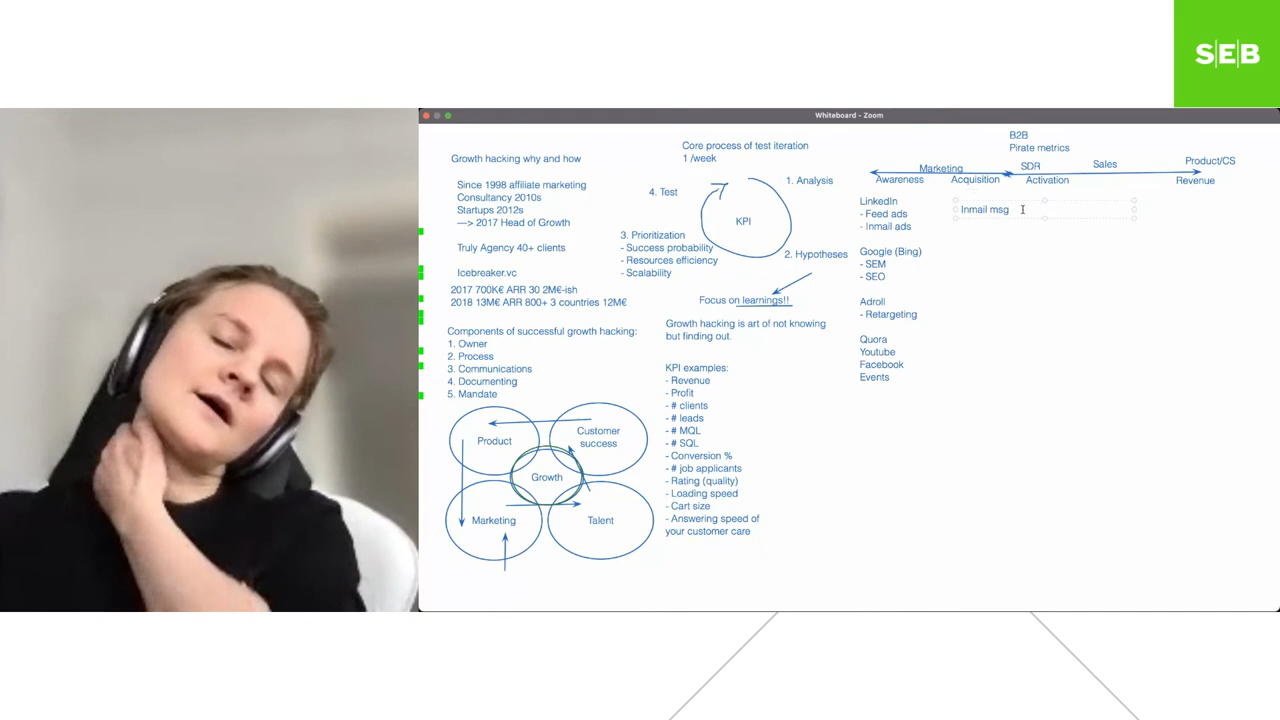 SEB
Whiteboard - Zoom
Growth hacking why and how
Since 1998 affiliate marketing
Consultancy 2010s
Startups 2012s
—> 2017 Head of Growth
Truly Agency 40+ clients
Icebreaker.vc
2017 700K€ ARR 30 2M€-ish
2018 13M€ ARR 800+ 3 countries 12M€
Components of successful growth hacking:
1. Owner
2. Process
3. Communications
4. Documenting
5. Mandate
Product
Customer
success
Growth
Marketing
Talent
Core process of test iteration
1 /week
1. Analysis
4. Test
KPI
3. Prioritization
- Success probability
- Resources efficiency
- Scalability
2. Hypotheses
Focus on learnings!!
Growth hacking is art of not knowing
but finding out.
KPI examples:
- Revenue
- Profit
- # clients
- # leads
- # MQL
- # SQL
- Conversion %
- # job applicants
- Rating (quality)
- Loading speed
- Cart size
- Answering speed of
your customer care
B2B
Pirate metrics
Marketing
SDR
Sales
Product/CS
Awareness
Acquisition
Activation
Revenue
LinkedIn
- Feed ads
- Inmail ads
Inmail msg
Google (Bing)
- SEM
- SEO
Adroll
- Retargeting
Quora
Youtube
Facebook
Events